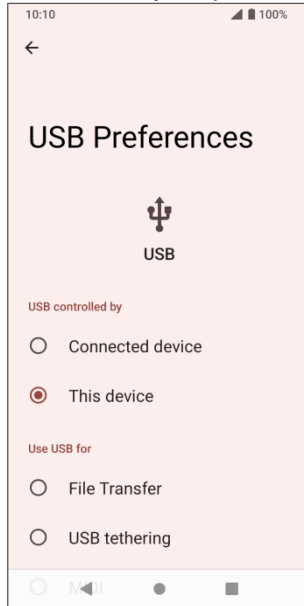 10:10
100%
USB Preferences
USB
USB controlled by
Connected device
This device
Use USB for
File Transfer
USB tethering
MIDI